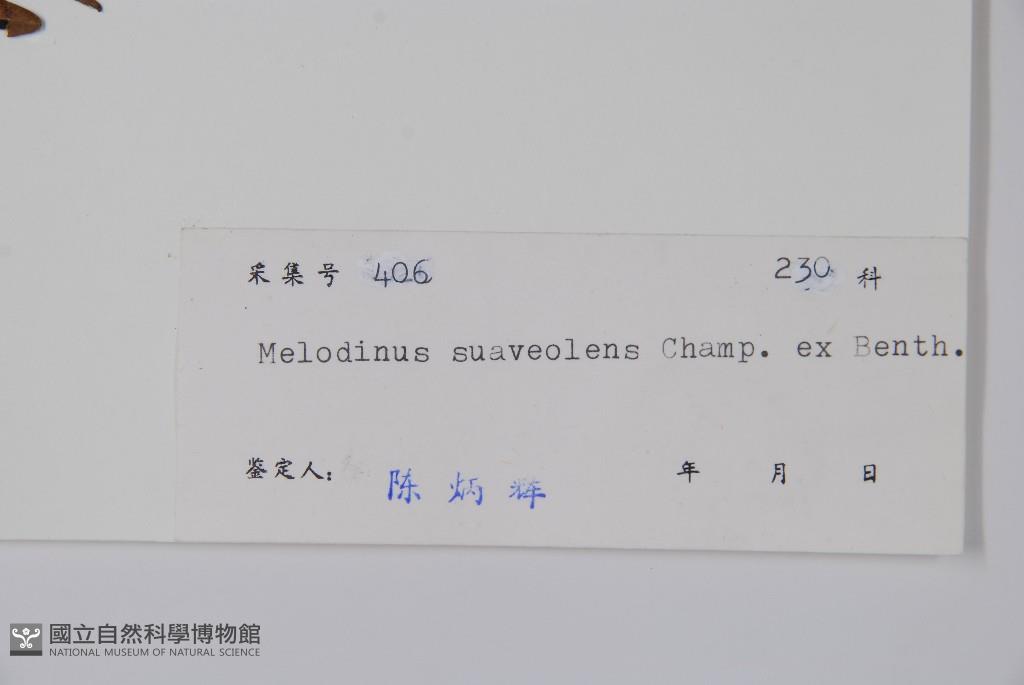 采集号 406 230 科
Melodinus suaveolens Champ. ex Benth.
鉴定人: 陈炳辉 年 月 日
國立自然科學博物館
NATIONAL MUSEUM OF NATURAL SCIENCE